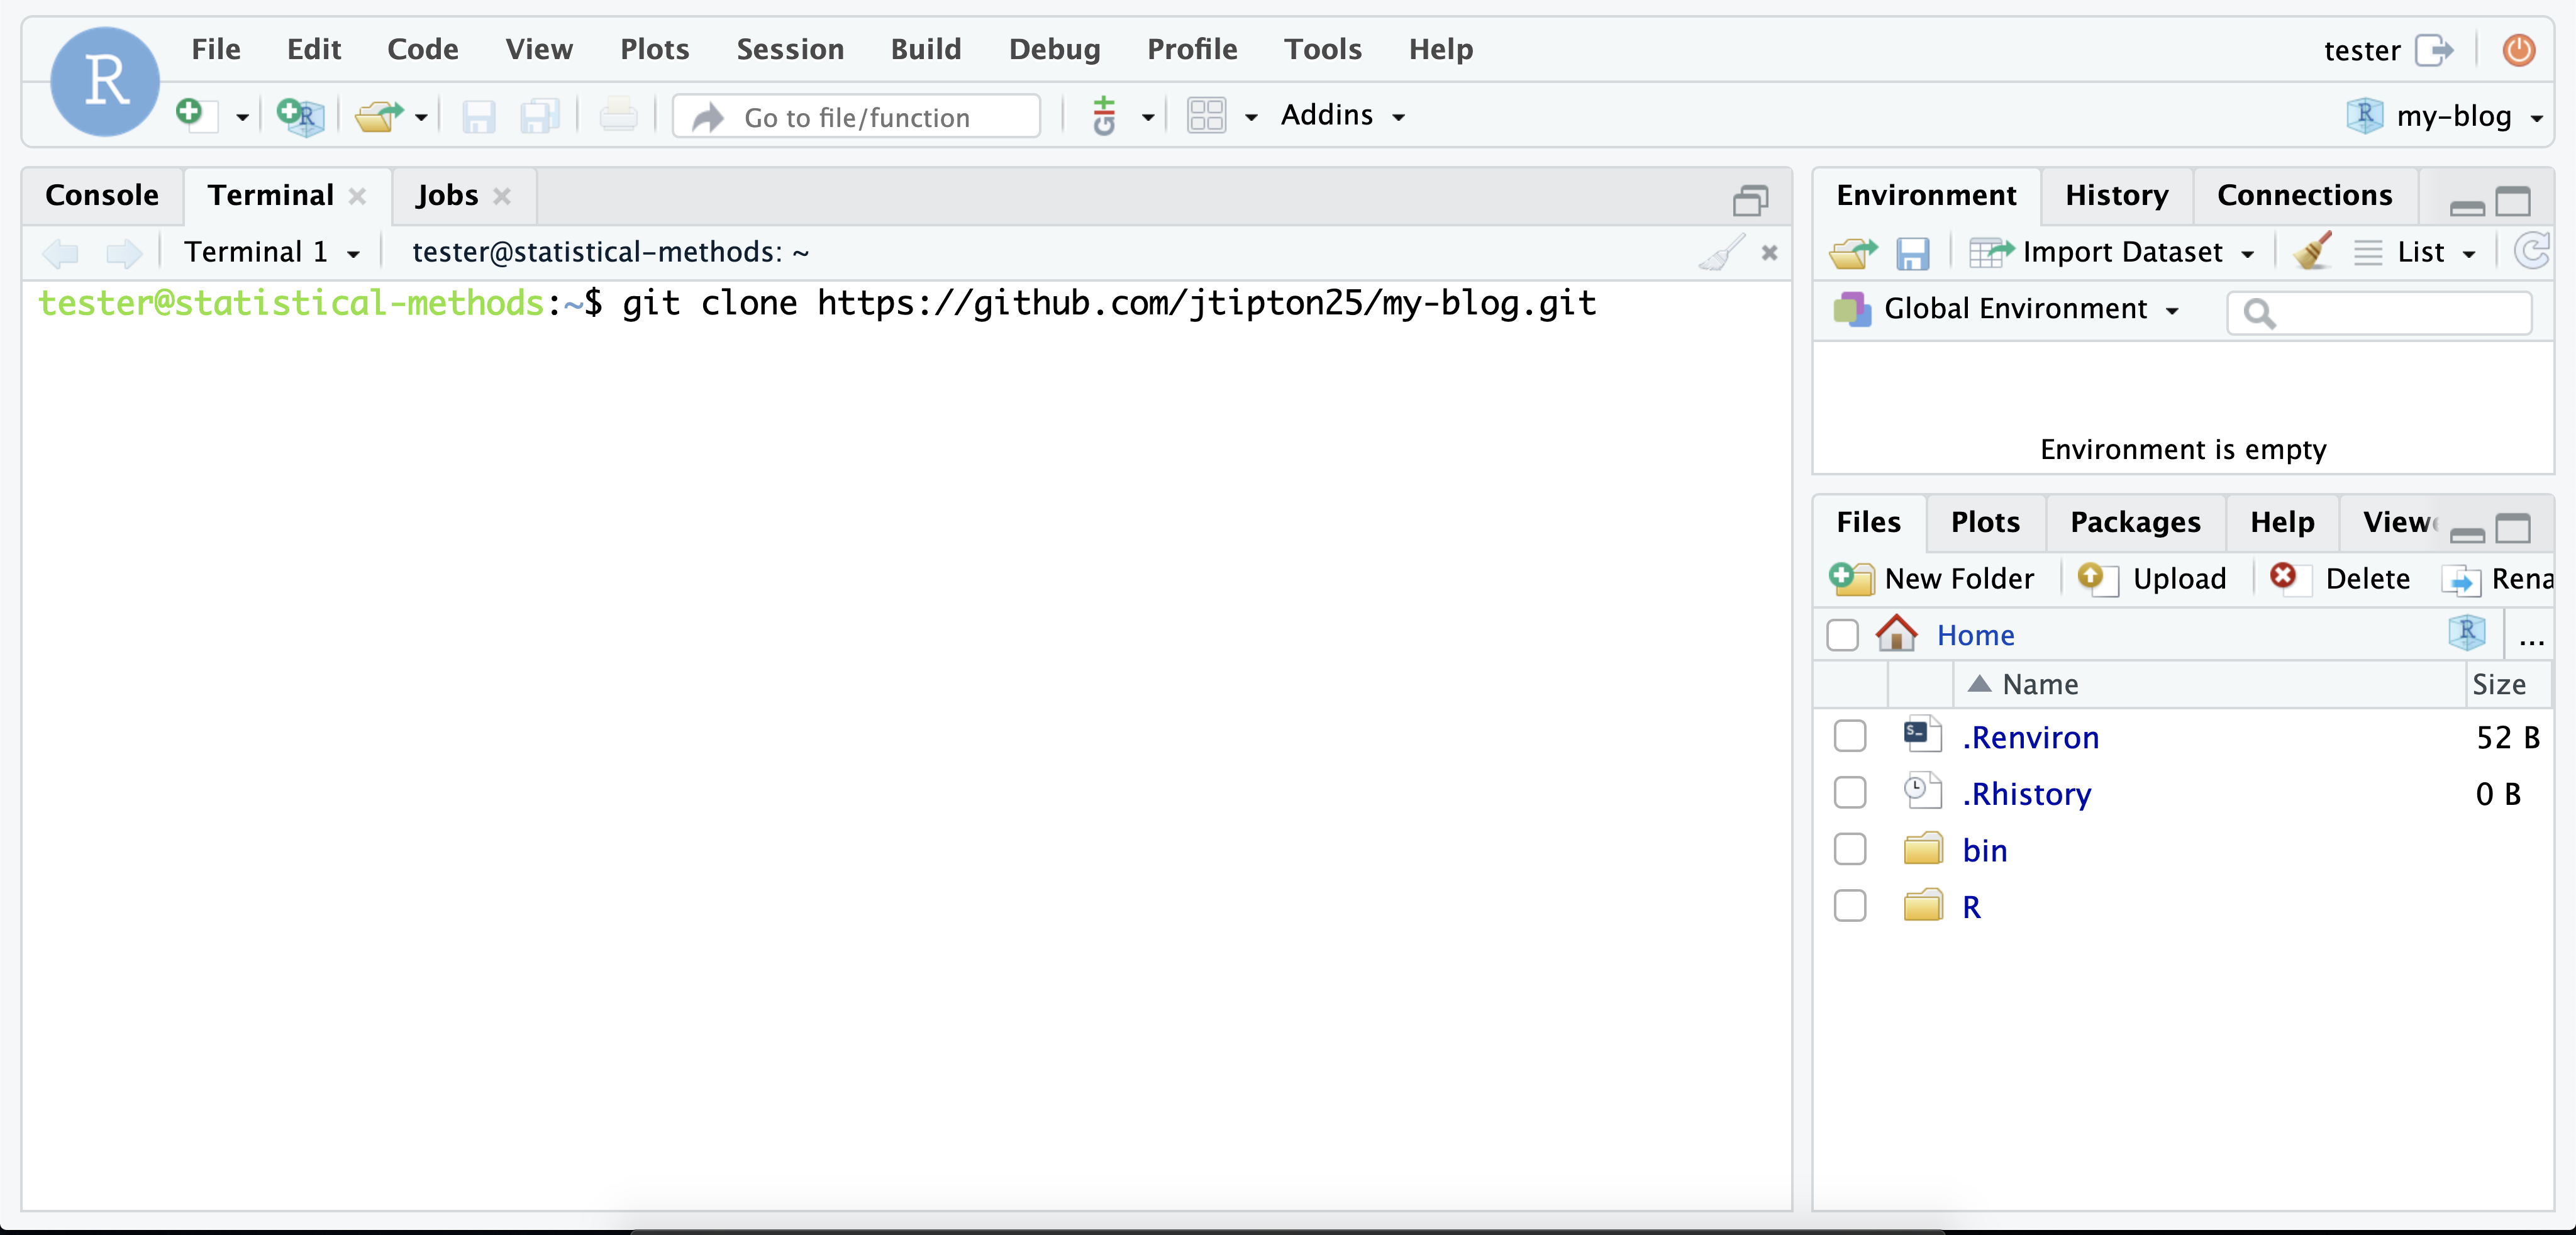 R
File Edit Code View Plots Session Build Debug Profile Tools Help
tester
Go to file/function
Addins
my-blog
Console Terminal Jobs
Terminal 1 tester@statistical-methods: ~
tester@statistical-methods:~$ git clone https://github.com/jtipton25/my-blog.git
Environment History Connections
Import Dataset List
Global Environment
Environment is empty
Files Plots Packages Help View
New Folder Upload Delete Rena
Home ...
Name Size
.Renviron 52 B
.Rhistory 0 B
bin
R